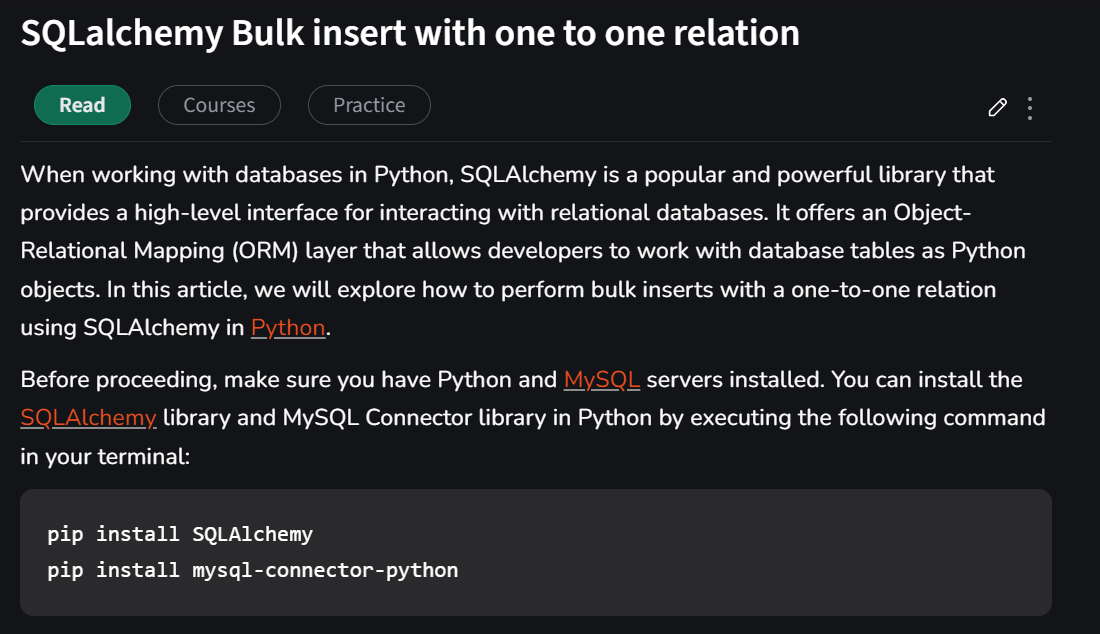 SQLalchemy Bulk insert with one to one relation
Read
Courses
Practice
When working with databases in Python, SQLAlchemy is a popular and powerful library that
provides a high-level interface for interacting with relational databases. It offers an Object-
Relational Mapping (ORM) layer that allows developers to work with database tables as Python
objects. In this article, we will explore how to perform bulk inserts with a one-to-one relation
using SQLAlchemy in Python.
Before proceeding, make sure you have Python and MySQL servers installed. You can install the
SQLAlchemy library and MySQL Connector library in Python by executing the following command
in your terminal:
pip install SQLAlchemy
pip install mysql-connector-python